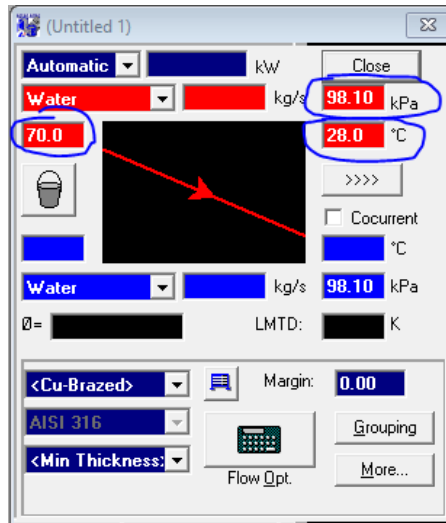 (Untitled 1)
Automatic kW Close
Water kg/s 98.10 kPa
70.0 28.0 °C
>>>>
Cocurrent
°C
Water kg/s 98.10 kPa
Ø= LMTD: K
<Cu-Brazed> Margin: 0.00
AISI 316 Grouping
<Min Thickness: More...
Flow Opt.